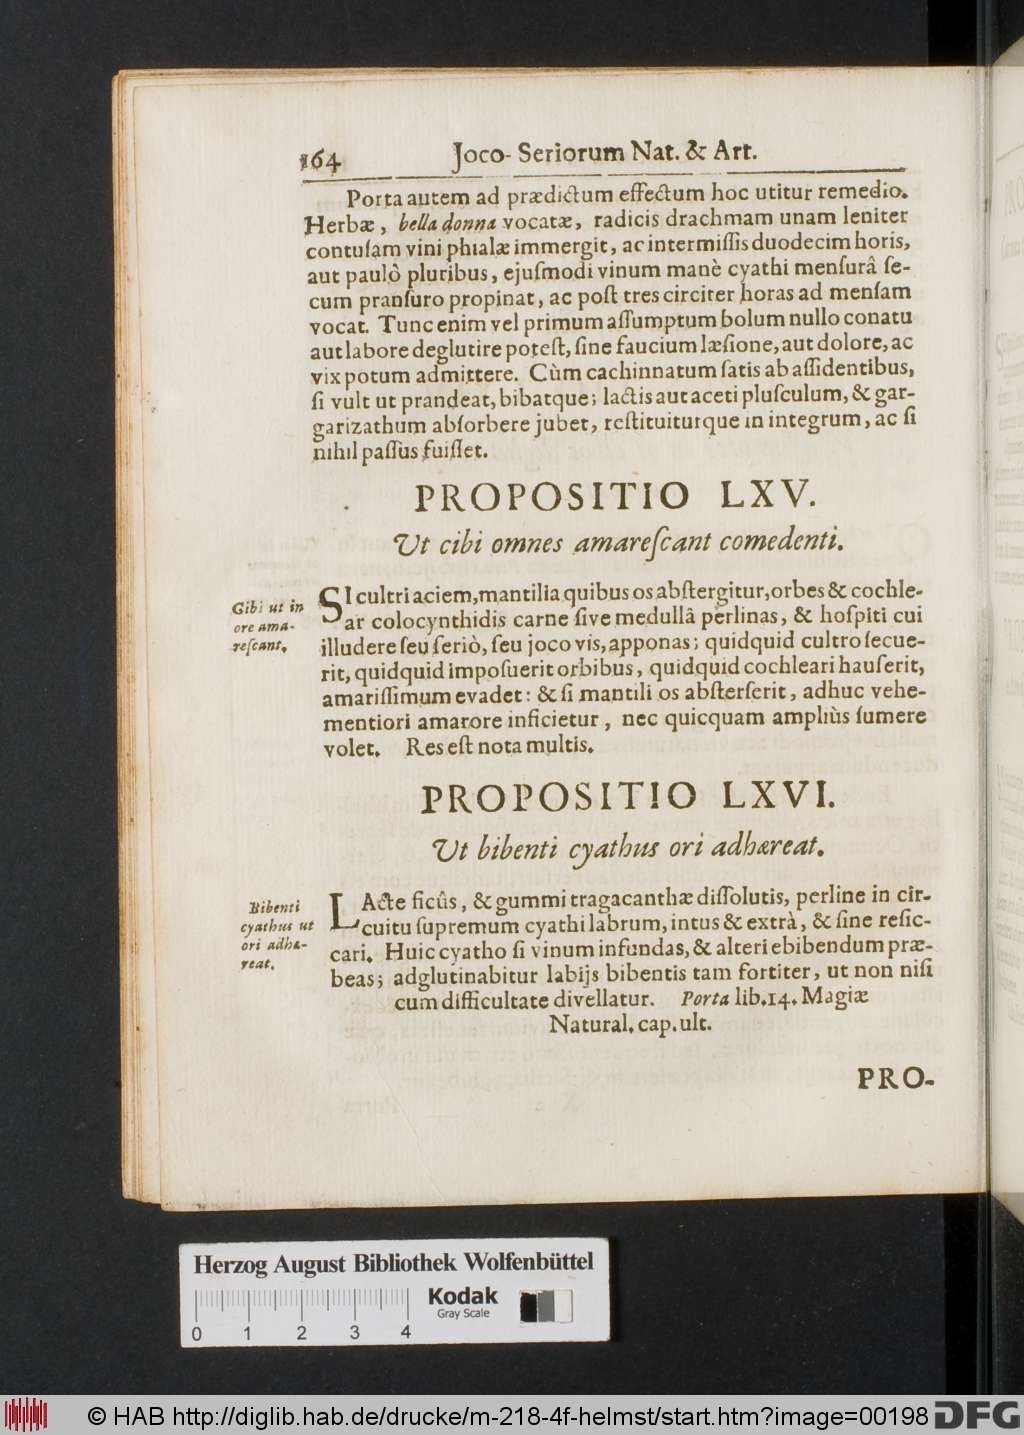 164 Joco-Seriorum Nat. & Art.
Porta autem ad prædictum effectum hoc utitur remedio.
Herbæ, bella donna vocatæ, radicis drachmam unam leniter
contuſam vini phialæ immergit, ac intermiſſis duodecim horis,
aut paulò pluribus, ejuſmodi vinum manè cyathi menſurâ ſe-
cum pranſuro propinat, ac poſt tres circiter horas ad menſam
vocat. Tunc enim vel primum aſſumptum bolum nullo conatu
aut labore deglutire poteſt, ſine faucium læſione, aut dolore, ac
vix potum admittere. Cùm cachinnatum ſatis ab aſſidentibus,
ſi vult ut prandeat, bibatque; lactis aut aceti pluſculum, & gar-
garizathum abſorbere jubet, reſtituiturque in integrum, ac ſi
nihil paſſus fuiſſet.
PROPOSITIO LXV.
Ut cibi omnes amareſcant comedenti.
Gibi ut in
ore ama-
reſcant.
SI cultri aciem, mantilia quibus os abſtergitur, orbes & cochle-
ar colocynthidis carne ſive medullâ perlinas, & hoſpiti cui
illudere ſeu ſeriò, ſeu joco vis, apponas; quidquid cultro ſecue-
rit, quidquid impoſuerit orbibus, quidquid cochleari hauſerit,
amariſſimum evadet: & ſi mantili os abſterſerit, adhuc vehe-
mentiori amarore inficietur, nec quicquam ampliùs ſumere
volet. Res eſt nota multis.
PROPOSITIO LXVI.
Ut bibenti cyathus ori adhæreat.
Bibenti
cyathus ut
ori adhæ-
reat.
LActe ficûs, & gummi tragacanthæ diſſolutis, perline in cir-
cuitu ſupremum cyathi labrum, intus & extrà, & ſine reſic-
cari. Huic cyatho ſi vinum infundas, & alteri ebibendum præ-
beas; adglutinabitur labijs bibentis tam fortiter, ut non niſi
cum difficultate divellatur. Porta lib. 14. Magiæ
Natural. cap. ult.
PRO-
Herzog August Bibliothek Wolfenbüttel
Kodak
Gray Scale
0 1 2 3 4
© HAB http://diglib.hab.de/drucke/m-218-4f-helmst/start.htm?image=00198 DFG